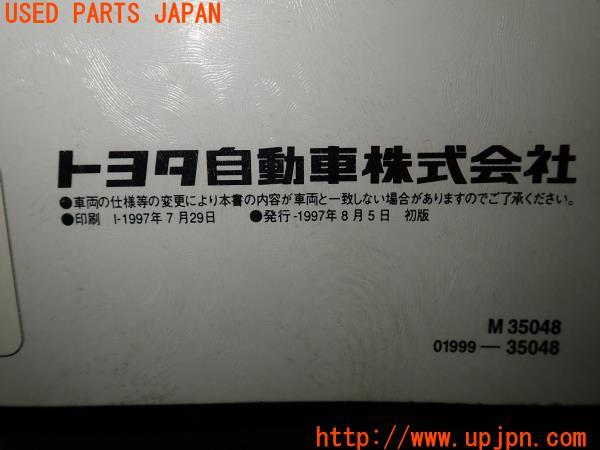 USED PARTS JAPAN
トヨタ自動車株式会社
●車両の仕様等の変更により本書の内容が車両と一致しない場合がありますのでご了承ください。
●印刷 I-1997年7月29日 ●発行-1997年8月5日 初版
M 35048
01999—35048
http://www.upjpn.com